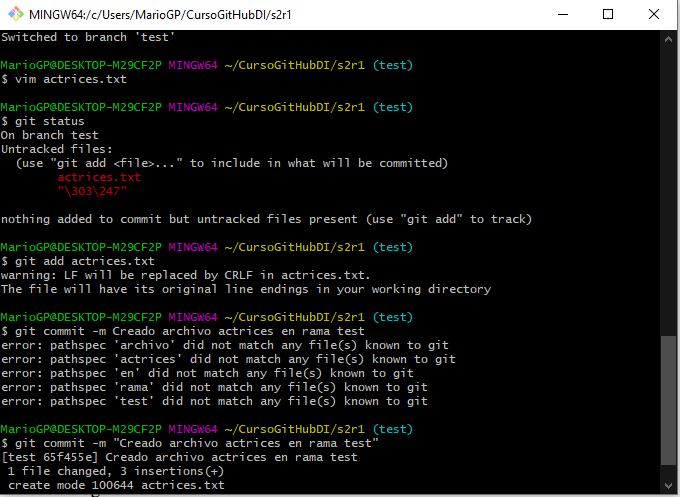 MINGW64:/c/Users/MarioGP/CursoGitHubDI/s2r1
Switched to branch 'test'
MarioGP@DESKTOP-M29CF2P MINGW64 ~/CursoGitHubDI/s2r1 (test)
$ vim actrices.txt
MarioGP@DESKTOP-M29CF2P MINGW64 ~/CursoGitHubDI/s2r1 (test)
$ git status
On branch test
Untracked files:
  (use "git add <file>..." to include in what will be committed)
        actrices.txt
        "\303\247"
nothing added to commit but untracked files present (use "git add" to track)
MarioGP@DESKTOP-M29CF2P MINGW64 ~/CursoGitHubDI/s2r1 (test)
$ git add actrices.txt
warning: LF will be replaced by CRLF in actrices.txt.
The file will have its original line endings in your working directory
MarioGP@DESKTOP-M29CF2P MINGW64 ~/CursoGitHubDI/s2r1 (test)
$ git commit -m Creado archivo actrices en rama test
error: pathspec 'archivo' did not match any file(s) known to git
error: pathspec 'actrices' did not match any file(s) known to git
error: pathspec 'en' did not match any file(s) known to git
error: pathspec 'rama' did not match any file(s) known to git
error: pathspec 'test' did not match any file(s) known to git
MarioGP@DESKTOP-M29CF2P MINGW64 ~/CursoGitHubDI/s2r1 (test)
$ git commit -m "Creado archivo actrices en rama test"
[test 65f455e] Creado archivo actrices en rama test
 1 file changed, 3 insertions(+)
 create mode 100644 actrices.txt